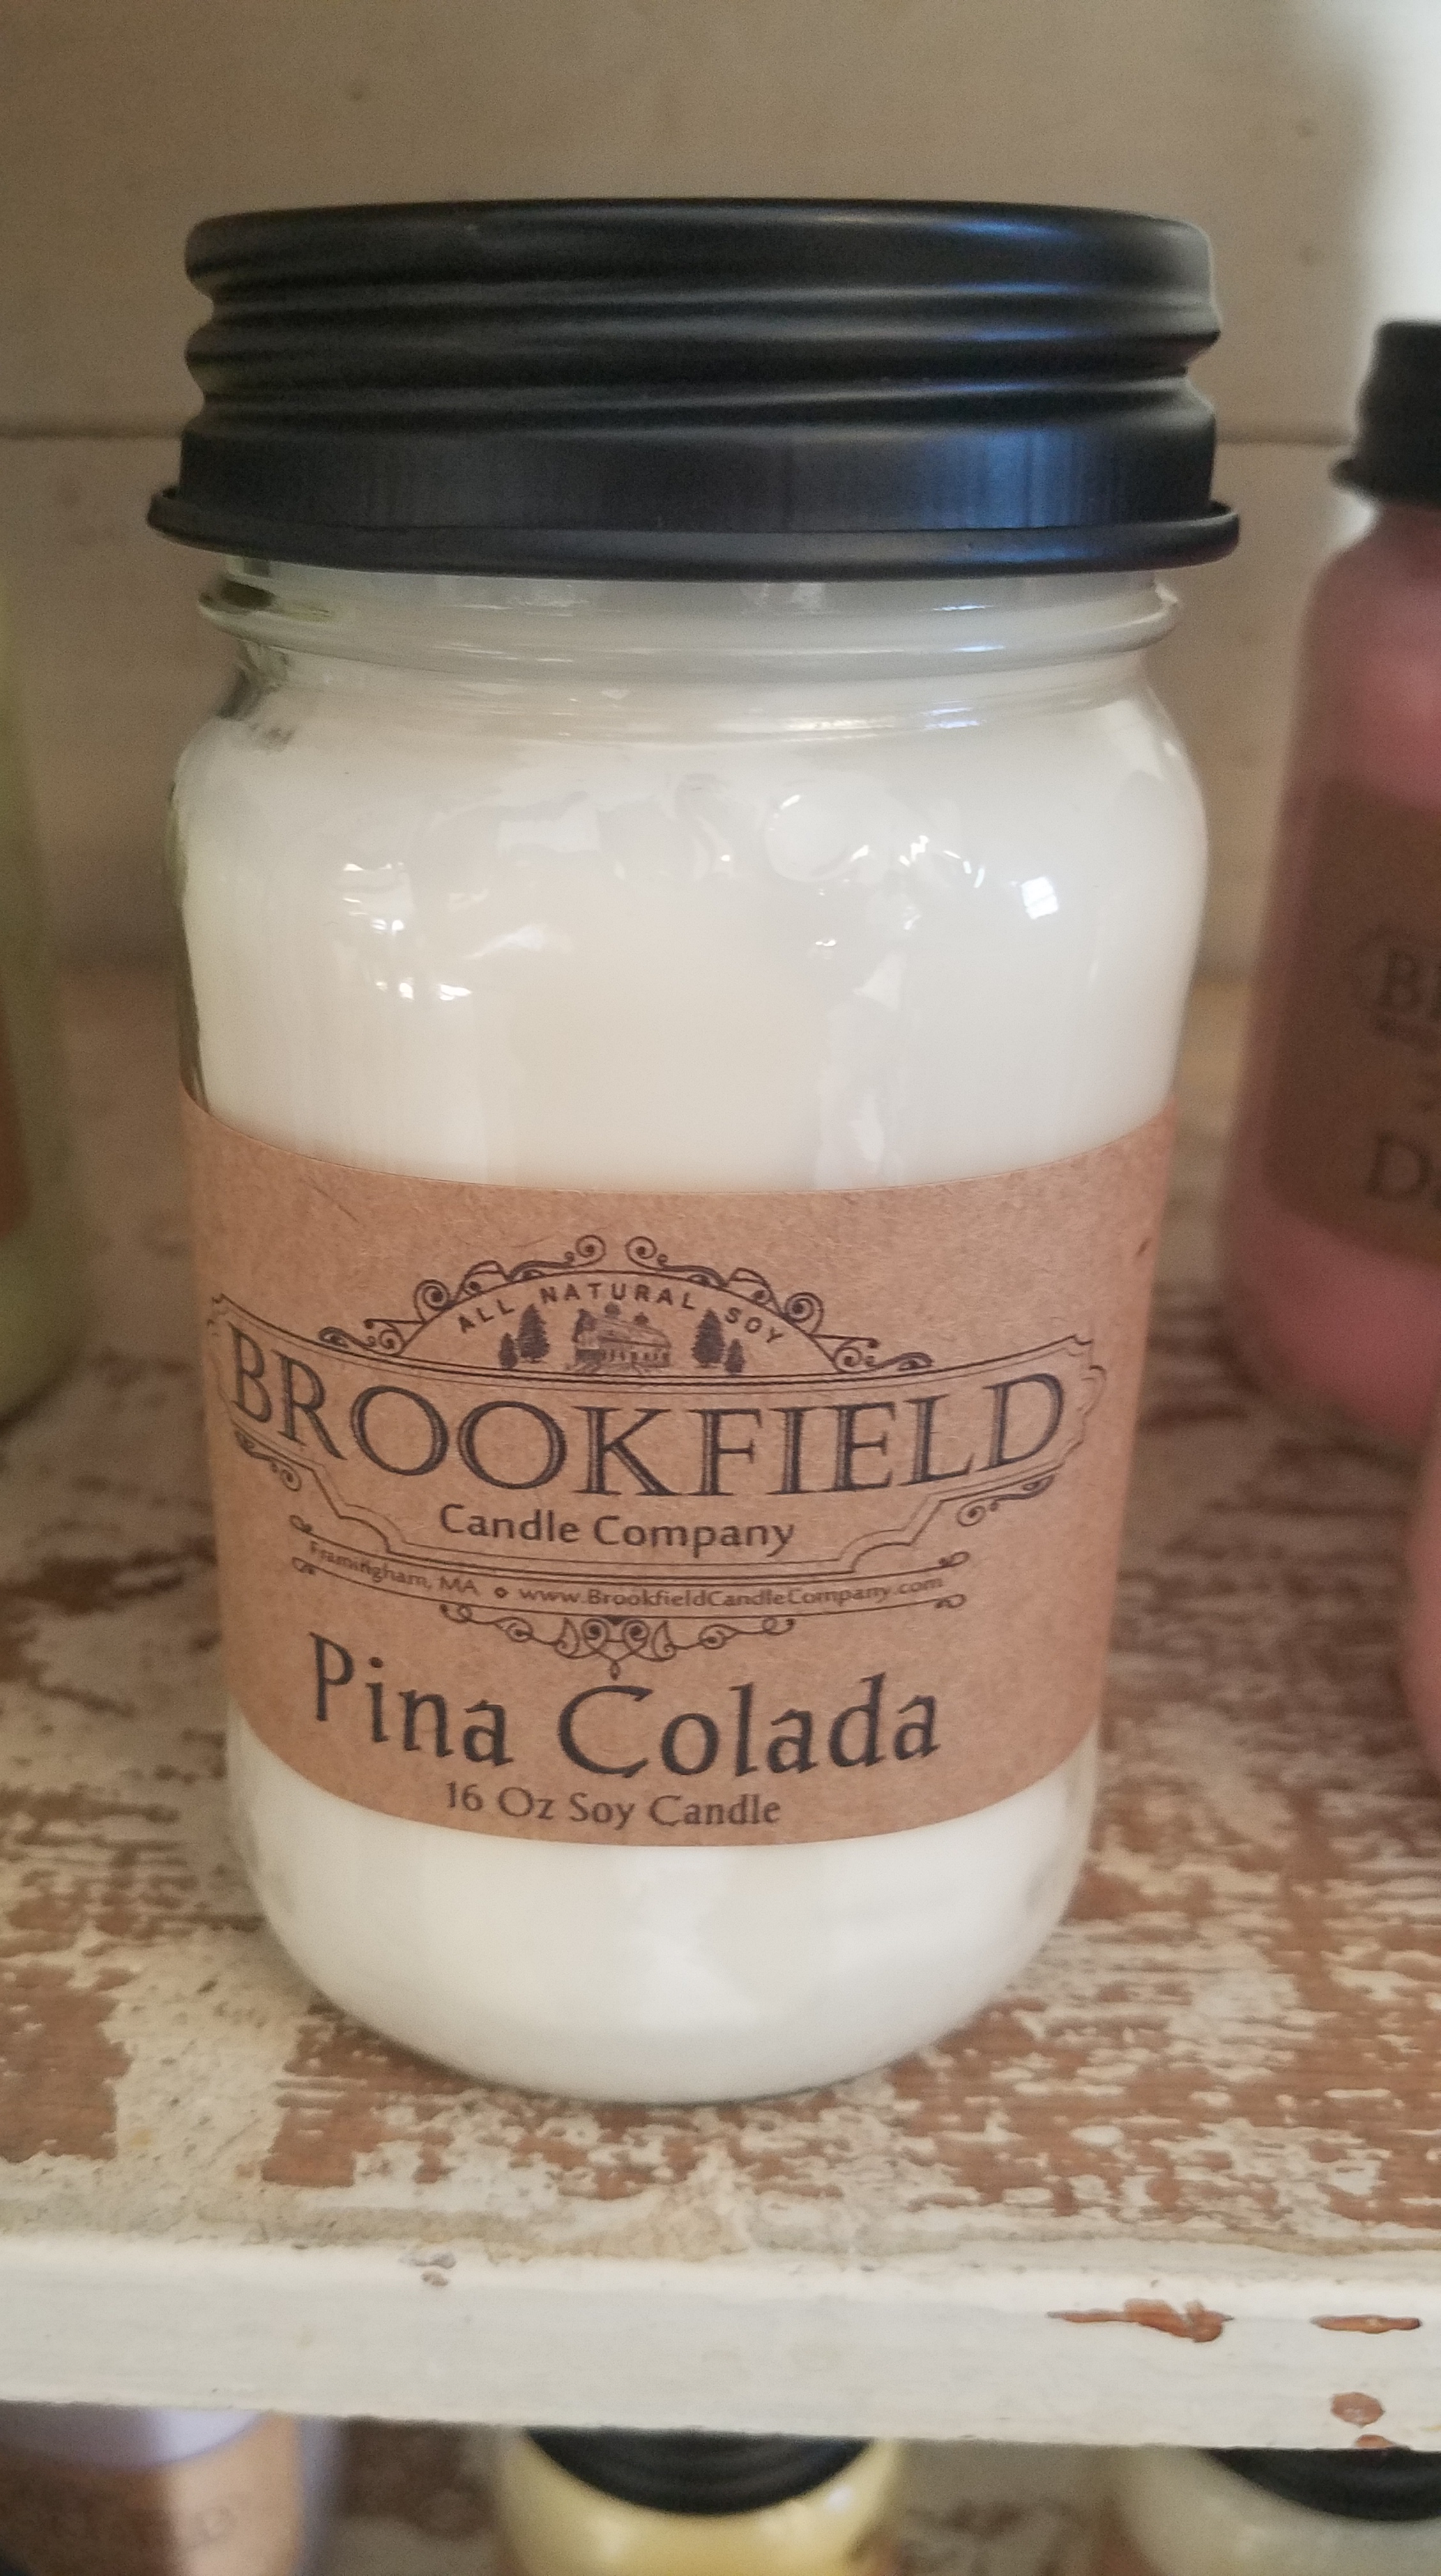 ALL NATURAL SOY
BROOKFIELD
Candle Company
Framingham, MA www.BrookfieldCandleCompany.com
Pina Colada
16 Oz Soy Candle